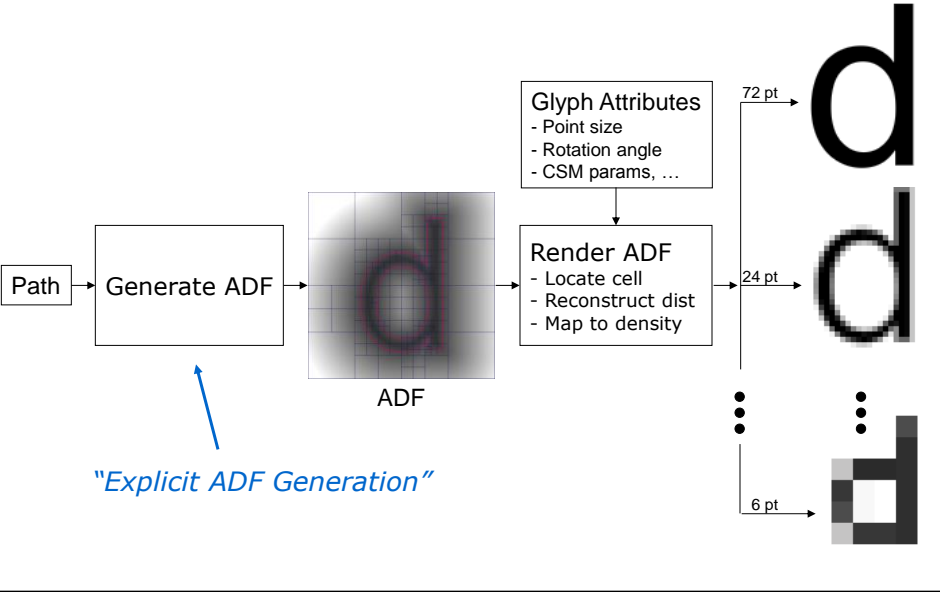 Glyph Attributes
- Point size
- Rotation angle
- CSM params, …
72 pt
d
Path
Generate ADF
ADF
Render ADF
- Locate cell
- Reconstruct dist
- Map to density
24 pt
d
"Explicit ADF Generation"
6 pt
d